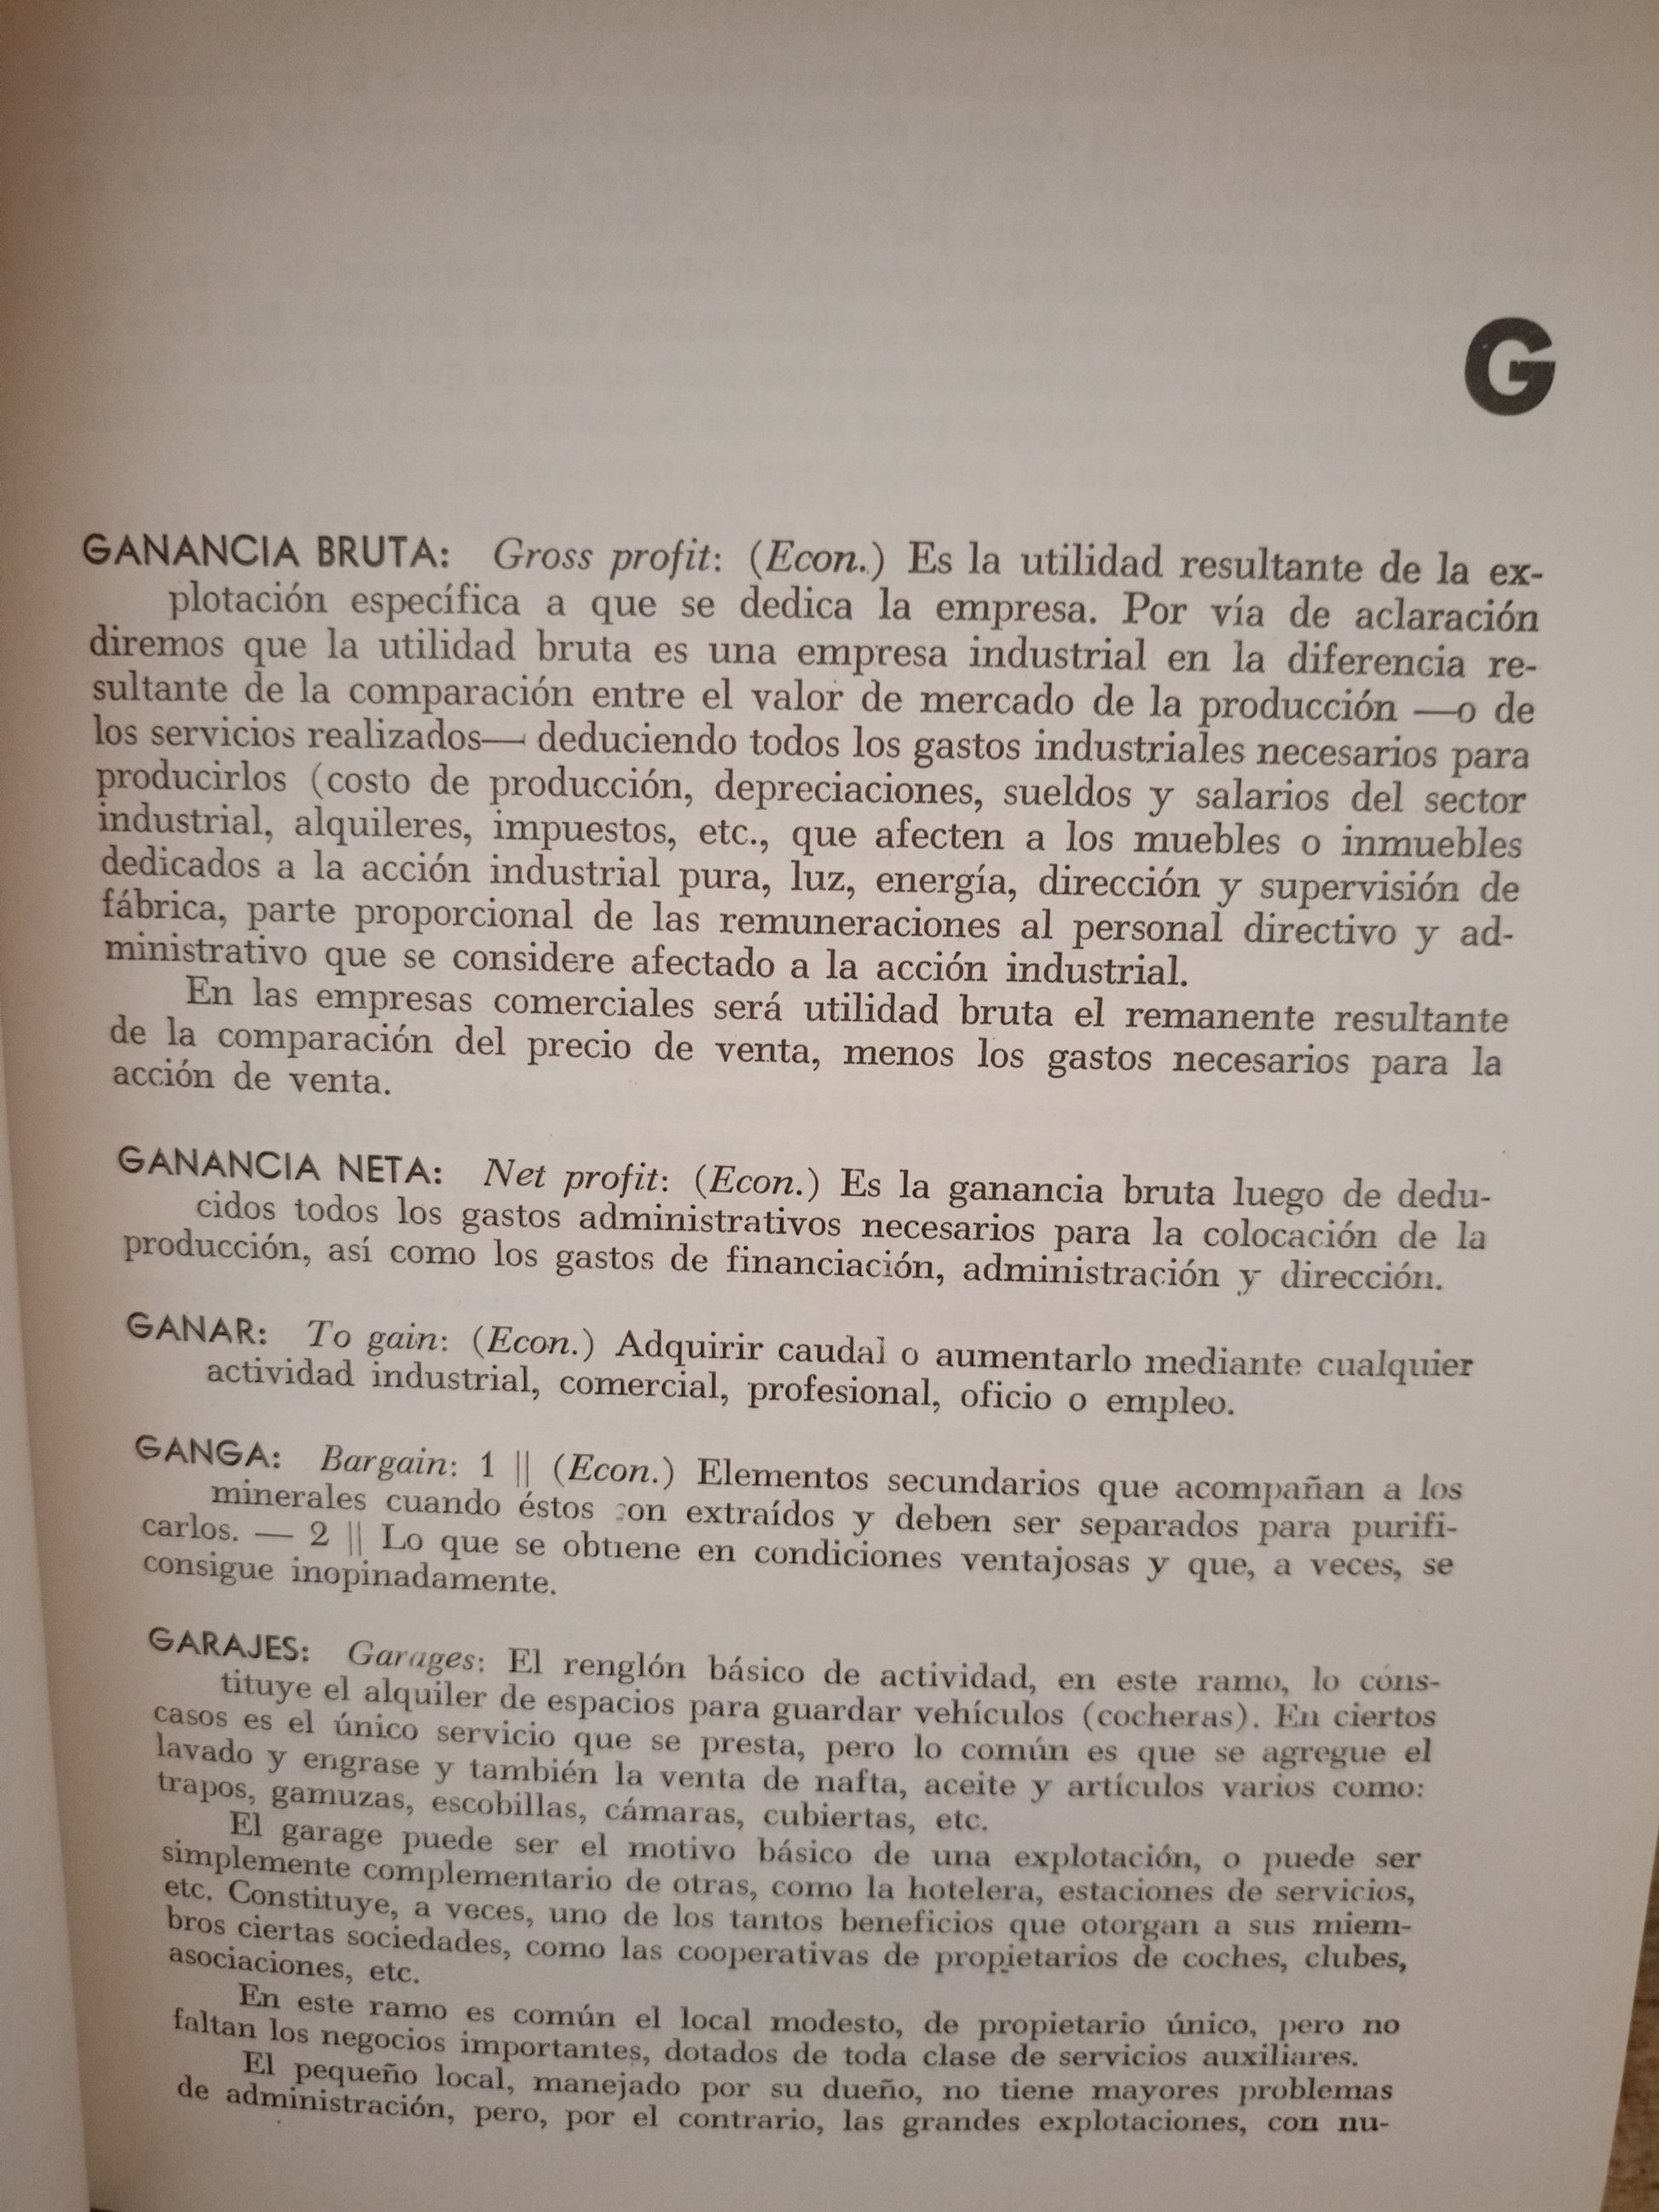 G
GANANCIA BRUTA: Gross profit: (Econ.) Es la utilidad resultante de la ex-
plotación específica a que se dedica la empresa. Por vía de aclaración
diremos que la utilidad bruta es una empresa industrial en la diferencia re-
sultante de la comparación entre el valor de mercado de la producción —o de
los servicios realizados— deduciendo todos los gastos industriales necesarios para
producirlos (costo de producción, depreciaciones, sueldos y salarios del sector
industrial, alquileres, impuestos, etc., que afecten a los muebles o inmuebles
dedicados a la acción industrial pura, luz, energía, dirección y supervisión de
fábrica, parte proporcional de las remuneraciones al personal directivo y ad-
ministrativo que se considere afectado a la acción industrial.
En las empresas comerciales será utilidad bruta el remanente resultante
de la comparación del precio de venta, menos los gastos necesarios para la
acción de venta.
GANANCIA NETA: Net profit: (Econ.) Es la ganancia bruta luego de dedu-
cidos todos los gastos administrativos necesarios para la colocación de la
producción, así como los gastos de financiación, administración y dirección.
GANAR: To gain: (Econ.) Adquirir caudal o aumentarlo mediante cualquier
actividad industrial, comercial, profesional, oficio o empleo.
GANGA: Bargain: 1 || (Econ.) Elementos secundarios que acompañan a los
minerales cuando éstos son extraídos y deben ser separados para purifi-
carlos. — 2 || Lo que se obtiene en condiciones ventajosas y que, a veces, se
consigue inopinadamente.
GARAJES: Garages: El renglón básico de actividad, en este ramo, lo cons-
tituye el alquiler de espacios para guardar vehículos (cocheras). En ciertos
casos es el único servicio que se presta, pero lo común es que se agregue el
lavado y engrase y también la venta de nafta, aceite y artículos varios como:
trapos, gamuzas, escobillas, cámaras, cubiertas, etc.
El garage puede ser el motivo básico de una explotación, o puede ser
simplemente complementario de otras, como la hotelera, estaciones de servicios,
etc. Constituye, a veces, uno de los tantos beneficios que otorgan a sus miem-
bros ciertas sociedades, como las cooperativas de propietarios de coches, clubes,
asociaciones, etc.
En este ramo es común el local modesto, de propietario único, pero no
faltan los negocios importantes, dotados de toda clase de servicios auxiliares.
El pequeño local, manejado por su dueño, no tiene mayores problemas
de administración, pero, por el contrario, las grandes explotaciones, con nu-